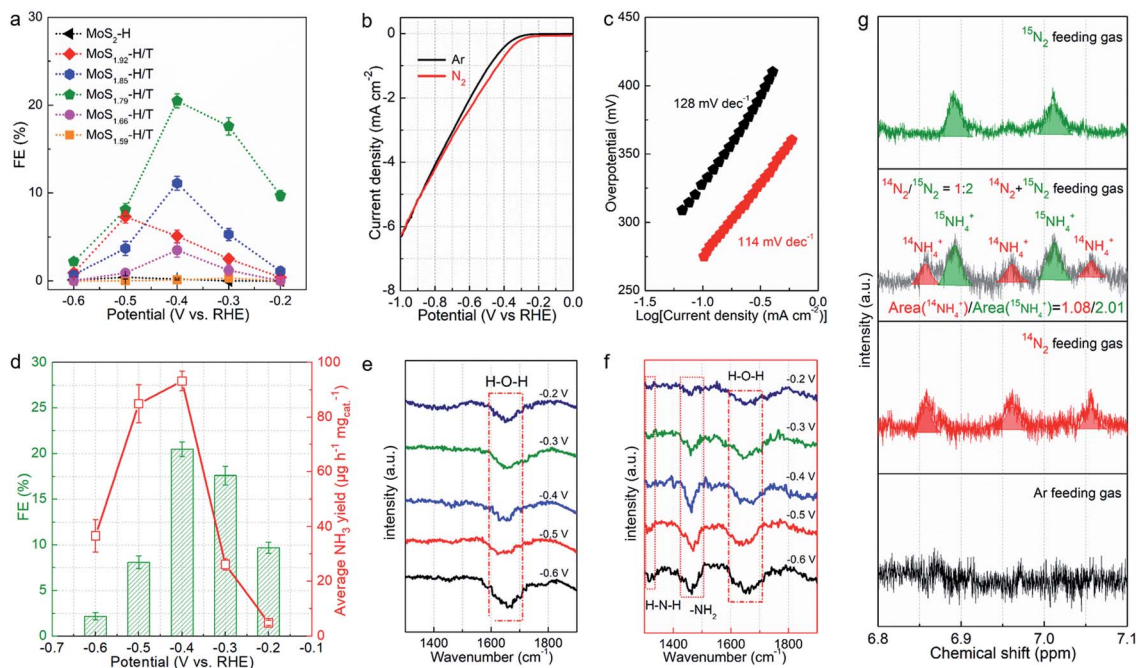 a
FE (%)
30
20
10
0
MoS2-H
MoS1.92-H/T
MoS1.85-H/T
MoS1.79-H/T
MoS1.66-H/T
MoS1.59-H/T
-0.6 -0.5 -0.4 -0.3 -0.2
Potential (V vs. RHE)
b
Current density (mA cm-2)
0
-2
-4
-6
-8
Ar
N2
-1.0 -0.8 -0.6 -0.4 -0.2 0.0
Potential (V vs RHE)
c
Overpotential (mV)
450
400
350
300
250
128 mV dec-1
114 mV dec-1
-1.5 -1.0 -0.5 0.0
Log[Current density (mA cm-2)]
d
FE (%)
30
25
20
15
10
5
0
100
80
60
40
20
0
Average NH3 yield (µg h-1 mgcat.-1)
-0.7 -0.6 -0.5 -0.4 -0.3 -0.2 -0.1
Potential (V vs. RHE)
e
intensity (a.u.)
H-O-H
-0.2 V
-0.3 V
-0.4 V
-0.5 V
-0.6 V
1400 1600 1800
Wavenumber (cm-1)
f
intensity (a.u.)
H-O-H
-0.2 V
-0.3 V
-0.4 V
-0.5 V
-0.6 V
H-N-H
-NH2
1400 1600 1800
Wavenumber (cm-1)
g
intensity (a.u.)
15N2 feeding gas
14N2/15N2 = 1:2
14N2+15N2 feeding gas
15NH4+ 15NH4+
14NH4+ 14NH4+ 14NH4+
Area(14NH4+)/Area(15NH4+)=1.08/2.01
14N2 feeding gas
Ar feeding gas
6.8 6.9 7.0 7.1
Chemical shift (ppm)